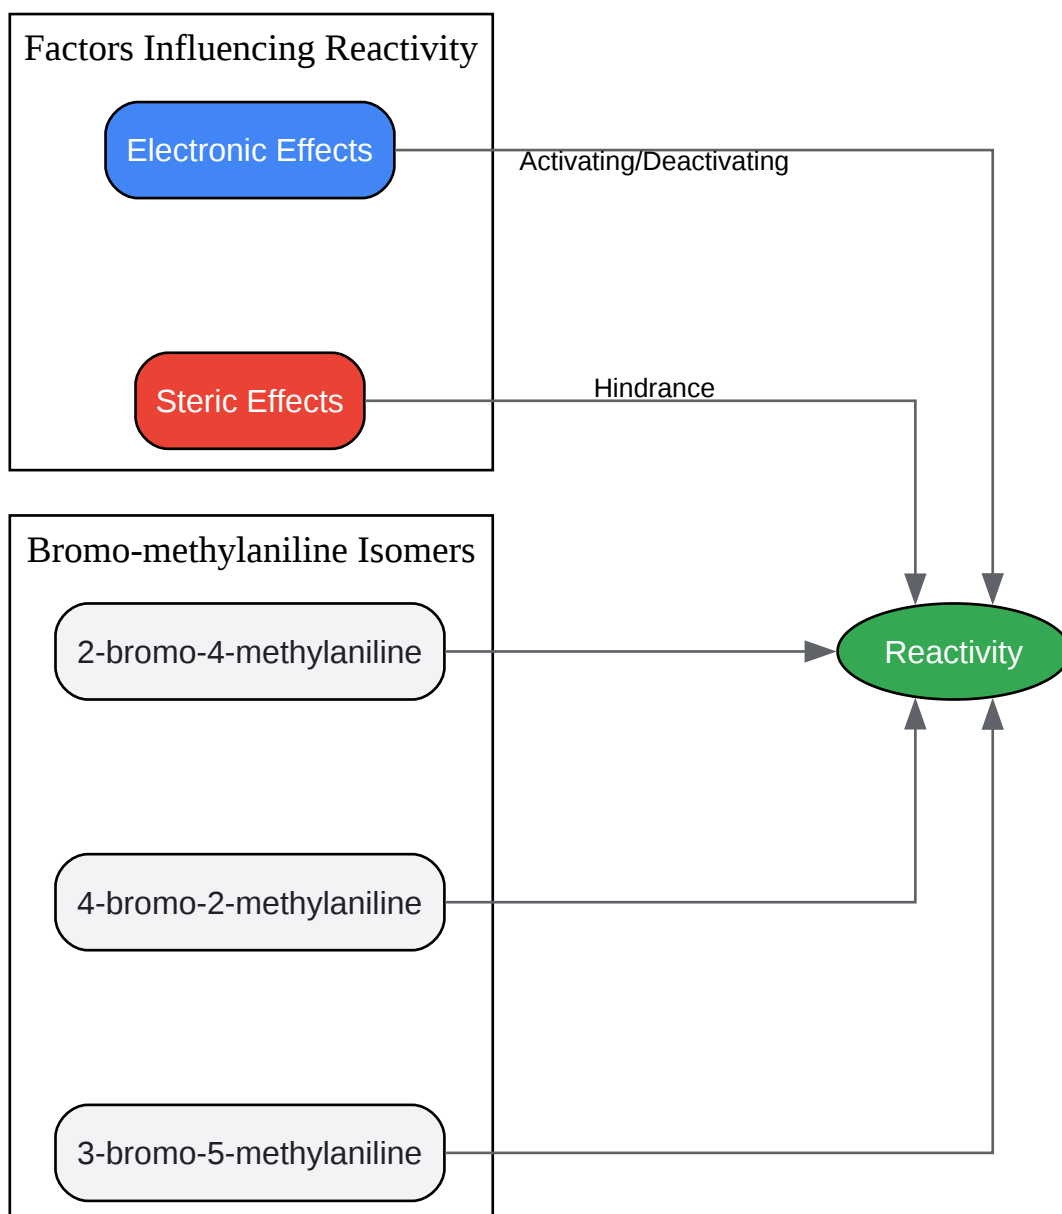 Factors Influencing Reactivity
Electronic Effects
Activating/Deactivating
Steric Effects
Hindrance
Bromo-methylaniline Isomers
2-bromo-4-methylaniline
Reactivity
4-bromo-2-methylaniline
3-bromo-5-methylaniline